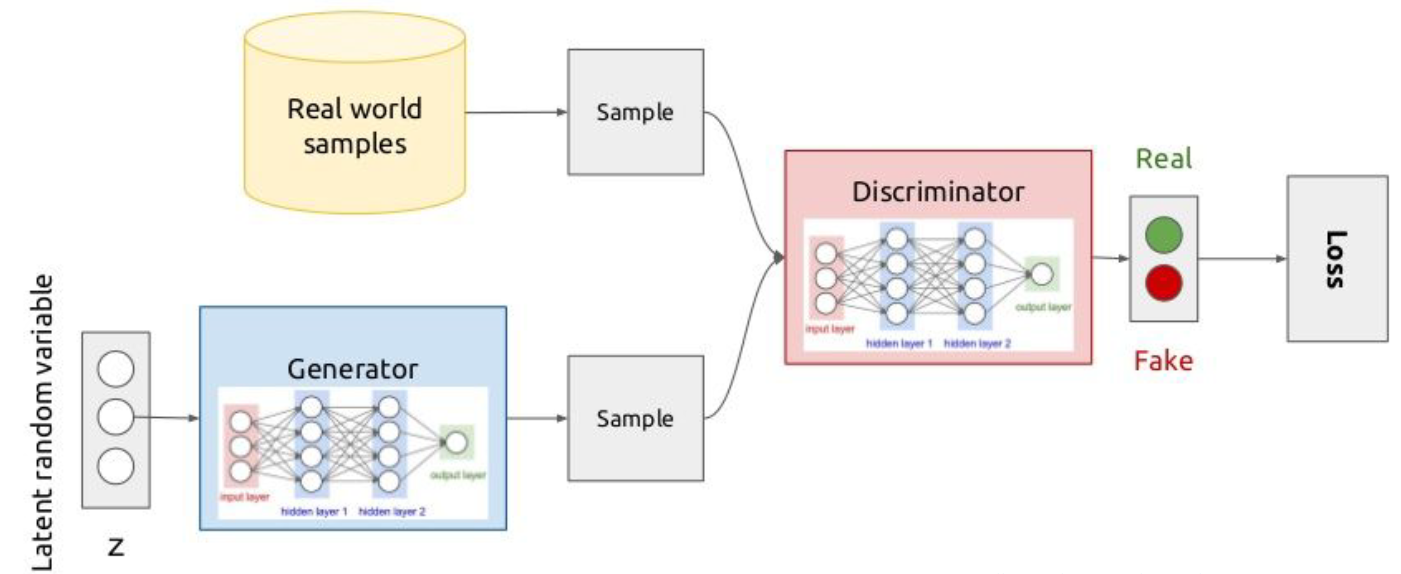 Real world
samples
Sample
Discriminator
input layer
hidden layer 1
hidden layer 2
output layer
Real
Fake
Loss
Latent random variable
z
Generator
input layer
hidden layer 1
hidden layer 2
output layer
Sample